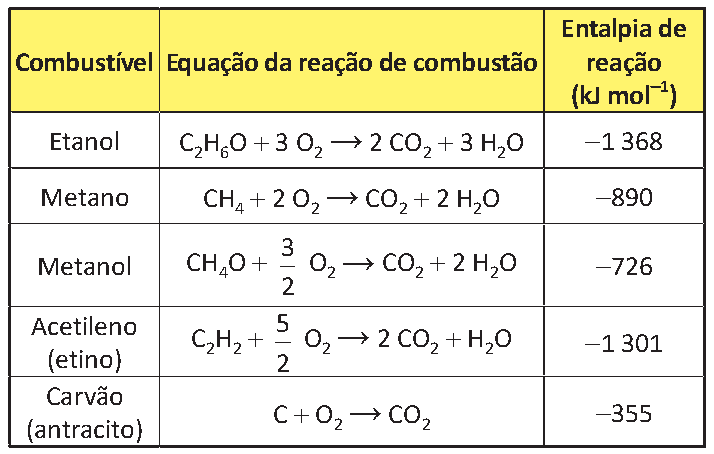 Combustível Equação da reação de combustão Entalpia de reação (kJ mol⁻¹)
Etanol C₂H₆O + 3 O₂ ⟶ 2 CO₂ + 3 H₂O −1 368
Metano CH₄ + 2 O₂ ⟶ CO₂ + 2 H₂O −890
Metanol CH₄O + 3/2 O₂ ⟶ CO₂ + 2 H₂O −726
Acetileno (etino) C₂H₂ + 5/2 O₂ ⟶ 2 CO₂ + H₂O −1 301
Carvão (antracito) C + O₂ ⟶ CO₂ −355